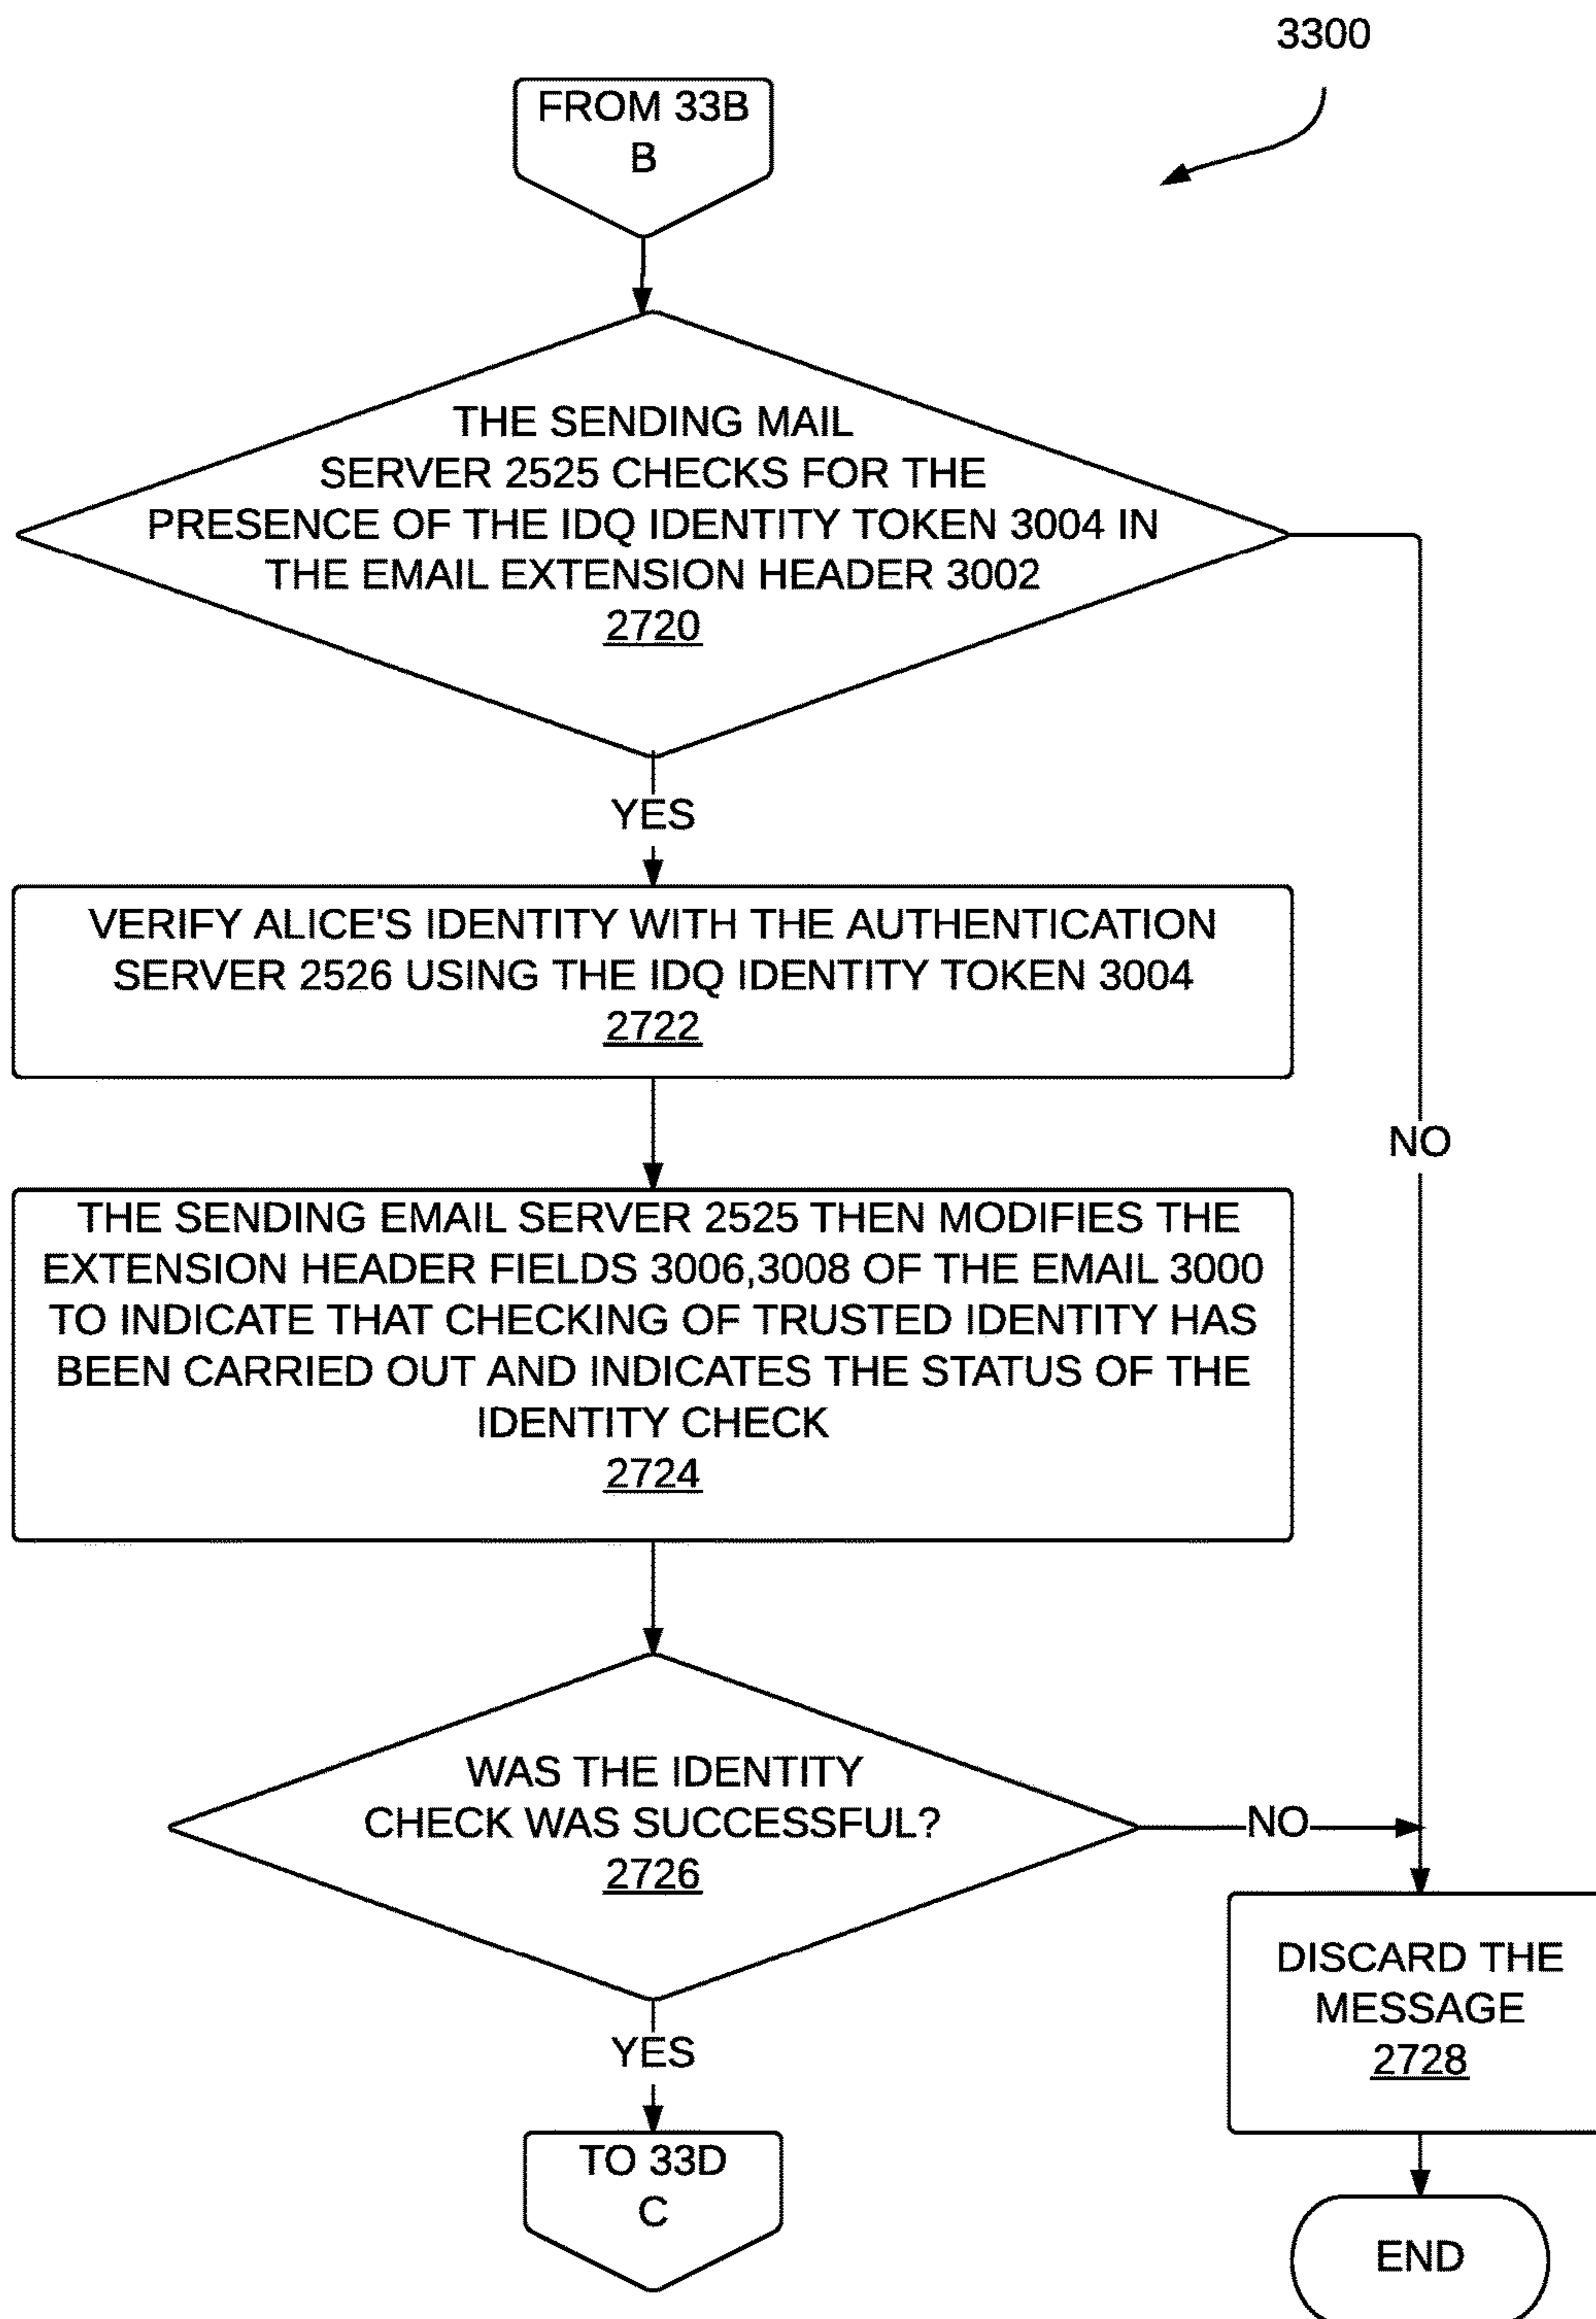 3300
FROM 33B
B
THE SENDING MAIL
SERVER 2525 CHECKS FOR THE
PRESENCE OF THE IDQ IDENTITY TOKEN 3004 IN
THE EMAIL EXTENSION HEADER 3002
2720
YES
VERIFY ALICE'S IDENTITY WITH THE AUTHENTICATION
SERVER 2526 USING THE IDQ IDENTITY TOKEN 3004
2722
NO
THE SENDING EMAIL SERVER 2525 THEN MODIFIES THE
EXTENSION HEADER FIELDS 3006,3008 OF THE EMAIL 3000
TO INDICATE THAT CHECKING OF TRUSTED IDENTITY HAS
BEEN CARRIED OUT AND INDICATES THE STATUS OF THE
IDENTITY CHECK
2724
WAS THE IDENTITY
CHECK WAS SUCCESSFUL?
2726
NO
DISCARD THE
MESSAGE
2728
YES
TO 33D
C
END